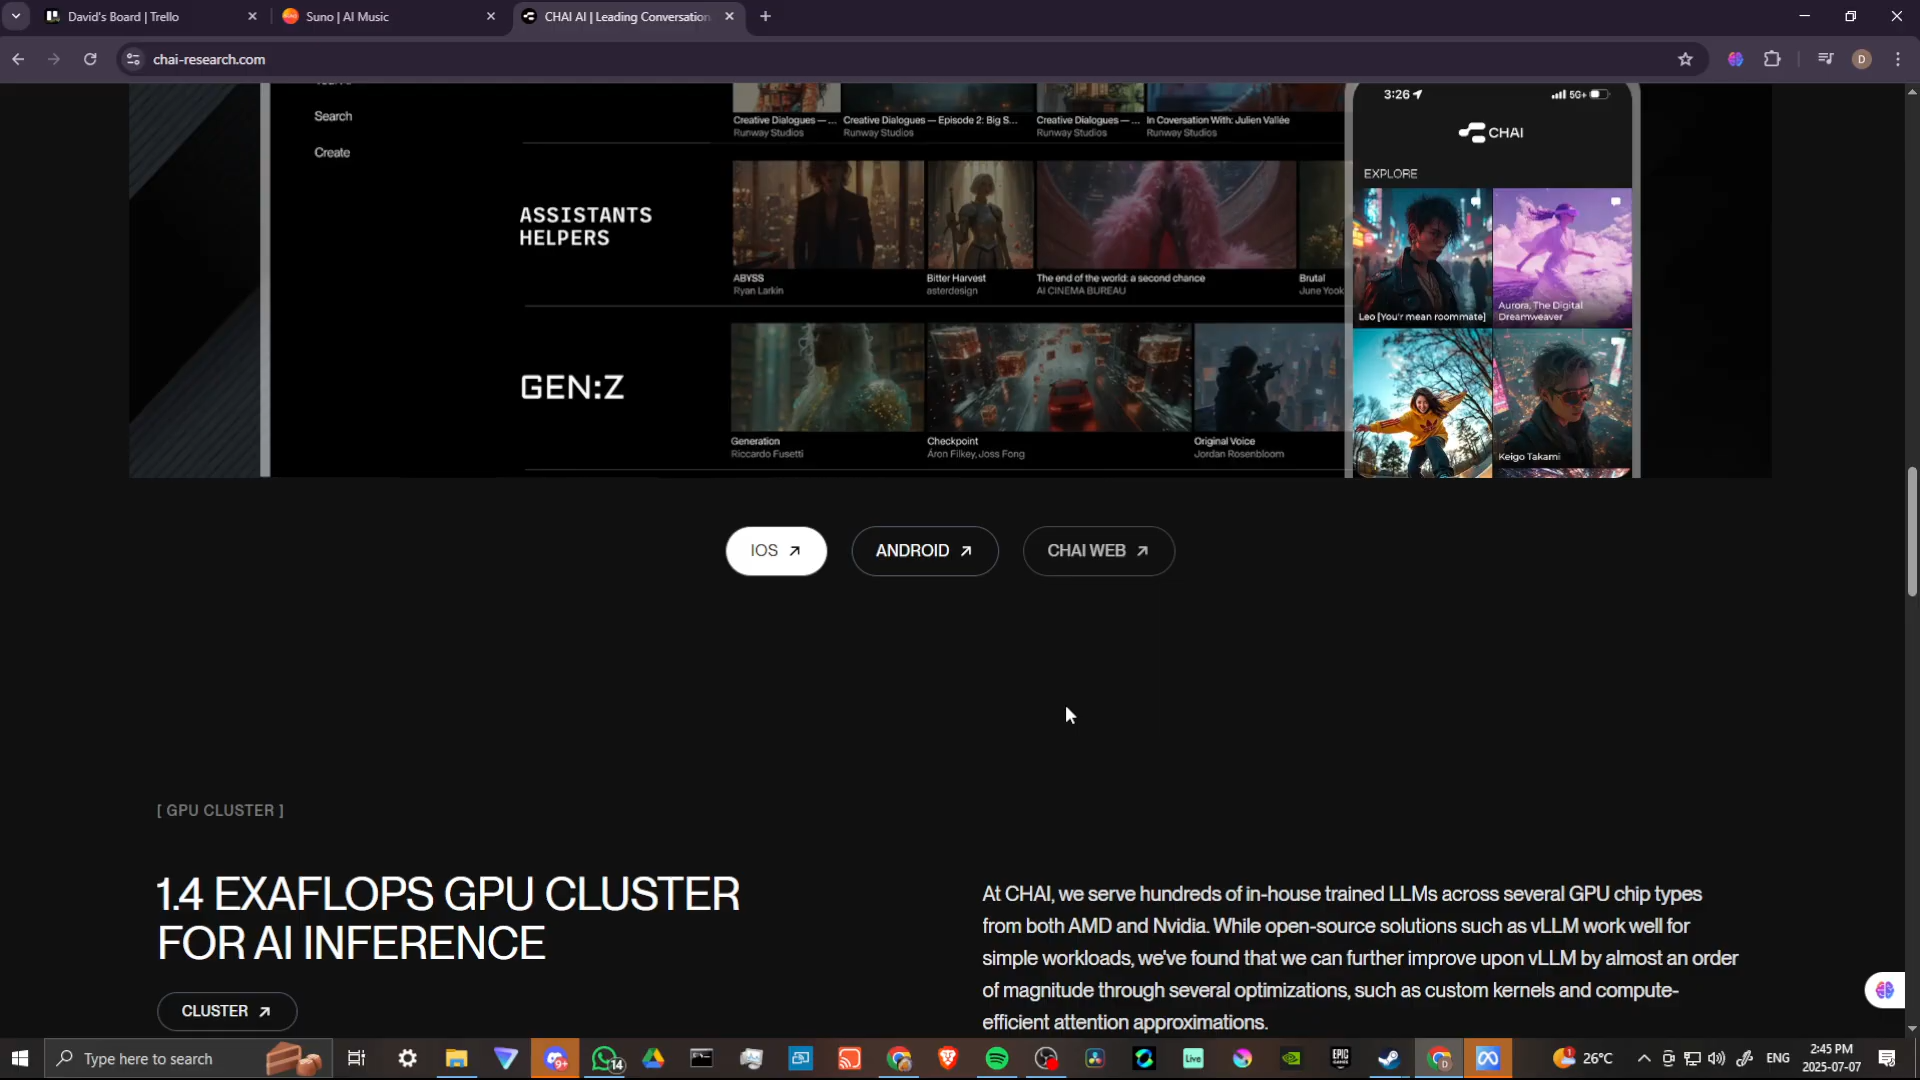 David's Board | Trello
Suno | AI Music
CHAI AI | Leading Conversation
chai-research.com
D
Search
Create
Creative Dialogues — ...
Runway Studios
Creative Dialogues — Episode 2: Big S...
Runway Studios
Creative Dialogues — ...
Runway Studios
In Coversation With: Julien Vallée
Runway Studios
ASSISTANTS
HELPERS
ABYSS
Ryan Larkin
Bitter Harvest
asterdesign
The end of the world: a second chance
AI CINEMA BUREAU
Brutal
June Yook
GEN:Z
Generation
Riccardo Fusetti
Checkpoint
Áron Filkey, Joss Fong
Original Voice
Jordan Rosenbloom
3:26
5G+
CHAI
EXPLORE
Leo [You'r mean roommate]
Aurora, The Digital
Dreamweaver
Keigo Takami
IOS
ANDROID
CHAI WEB
[ GPU CLUSTER ]
1.4 EXAFLOPS GPU CLUSTER
FOR AI INFERENCE
CLUSTER
At CHAI, we serve hundreds of in-house trained LLMs across several GPU chip types
from both AMD and Nvidia. While open-source solutions such as vLLM work well for
simple workloads, we've found that we can further improve upon vLLM by almost an order
of magnitude through several optimizations, such as custom kernels and compute-
efficient attention approximations.
Type here to search
9+
14
Live
EPIC
GAMES
D
1
26°C
ENG
2:45 PM
2025-07-07